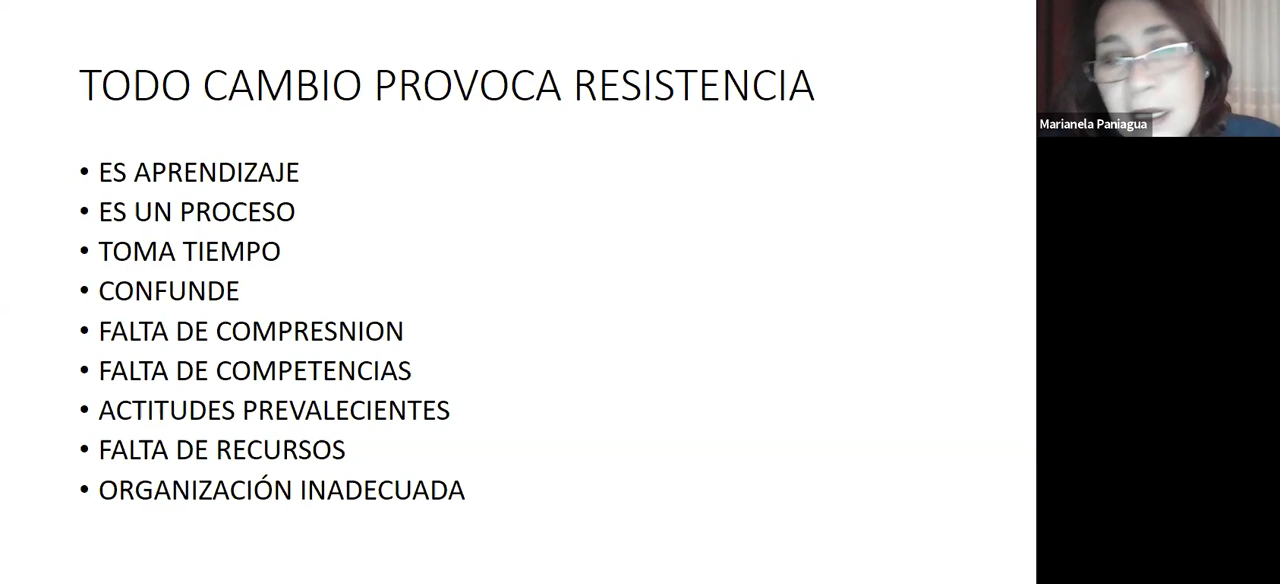 TODO CAMBIO PROVOCA RESISTENCIA
• ES APRENDIZAJE
• ES UN PROCESO
• TOMA TIEMPO
• CONFUNDE
• FALTA DE COMPRESNION
• FALTA DE COMPETENCIAS
• ACTITUDES PREVALECIENTES
• FALTA DE RECURSOS
• ORGANIZACIÓN INADECUADA
Marianela Paniagua